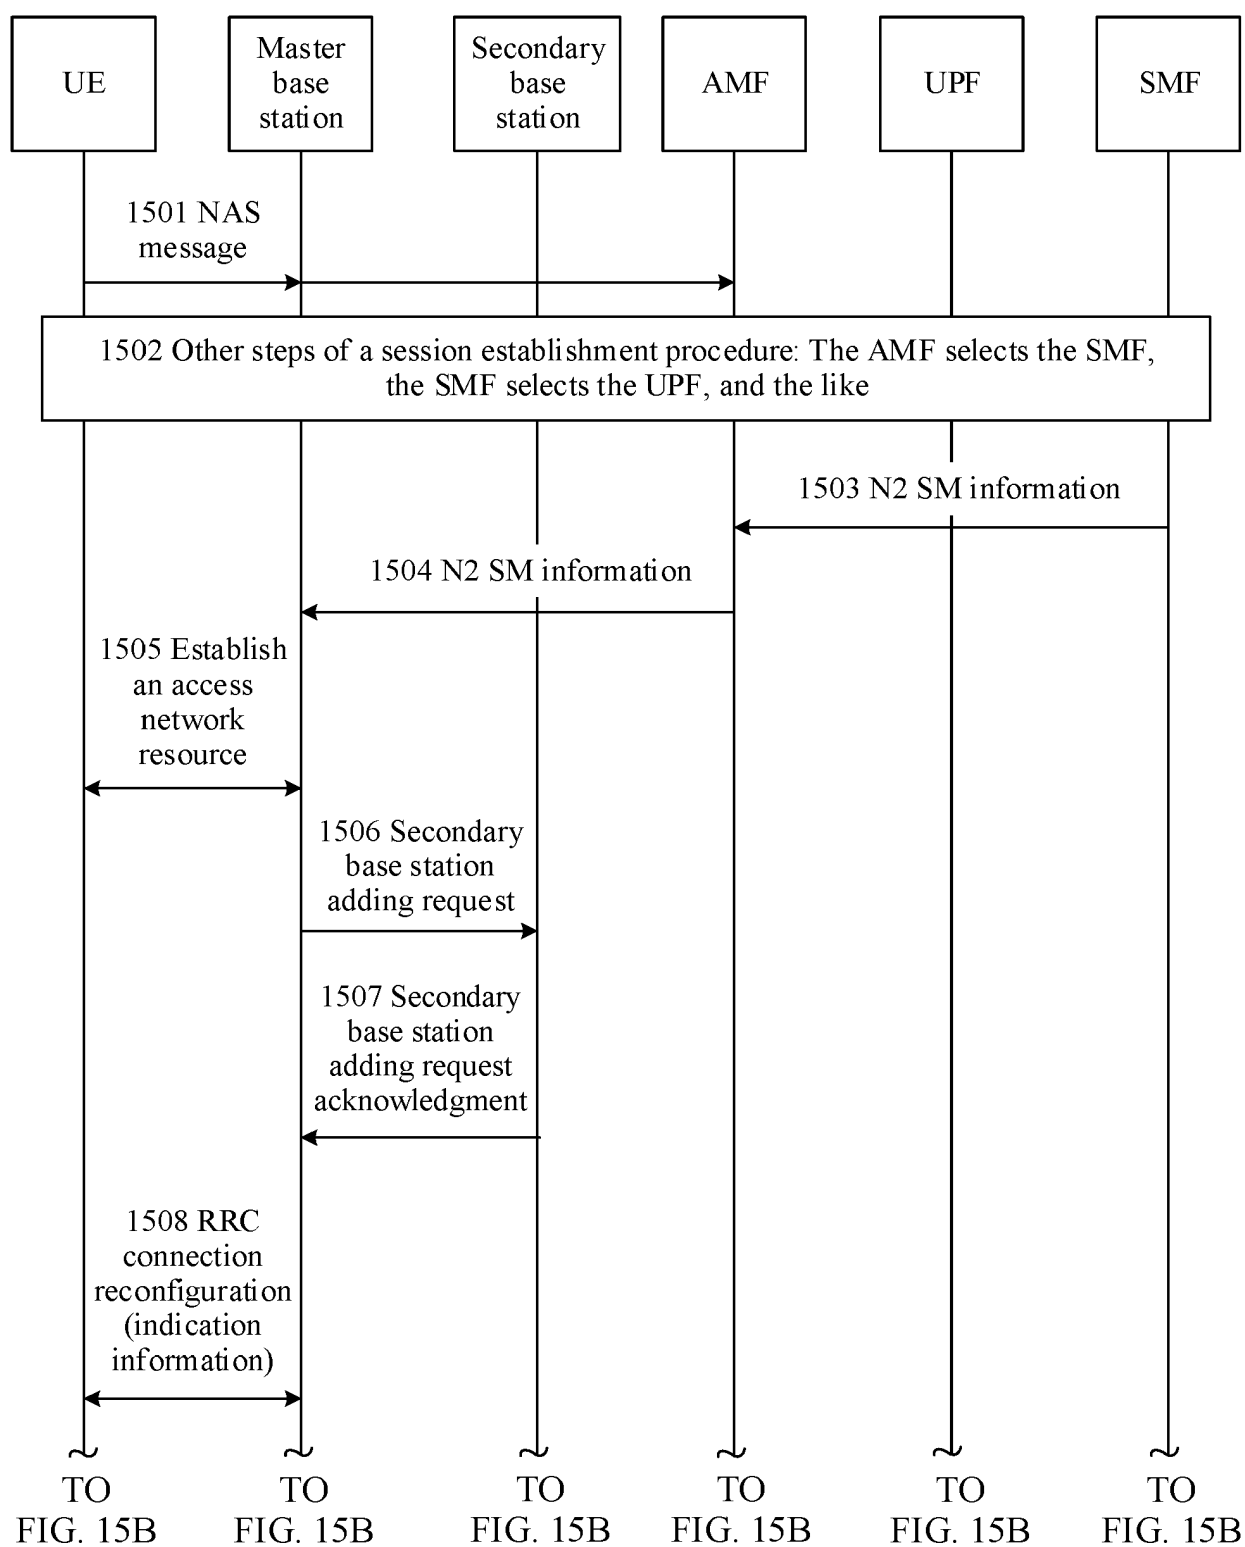 UE
Master
base
station
Secondary
base
station
AMF
UPF
SMF
1501 NAS
message
1502 Other steps of a session establishment procedure: The AMF selects the SMF,
the SMF selects the UPF, and the like
1503 N2 SM information
1504 N2 SM information
1505 Establish
an access
network
resource
1506 Secondary
base station
adding request
1507 Secondary
base station
adding request
acknowledgment
1508 RRC
connection
reconfiguration
(indication
information)
TO
FIG. 15B
TO
FIG. 15B
TO
FIG. 15B
TO
FIG. 15B
TO
FIG. 15B
TO
FIG. 15B